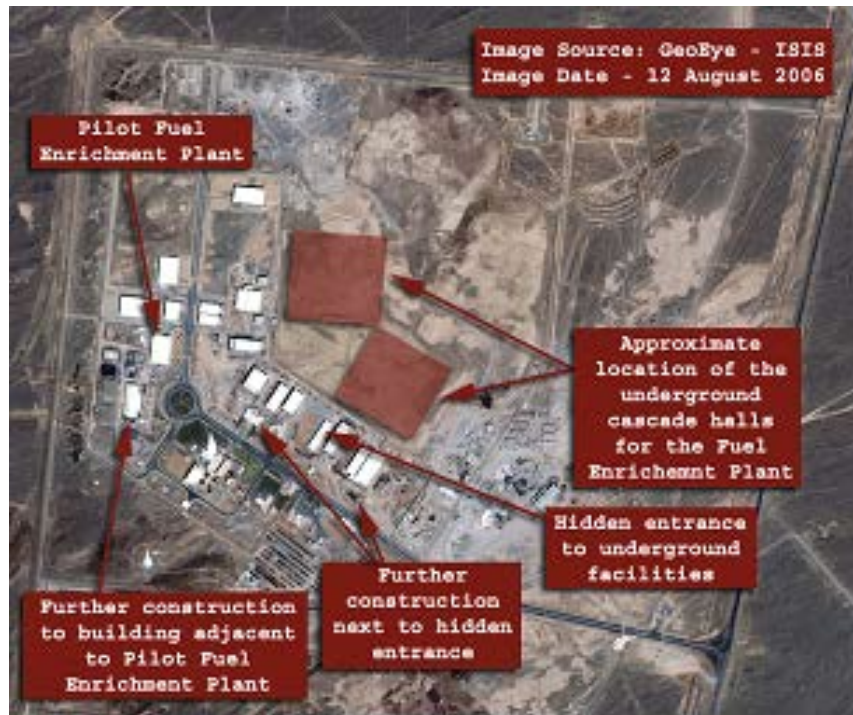 Image Source: GeoEye - ISIS
Image Date - 12 August 2006
Pilot Fuel
Enrichment Plant
Approximate
location of the
underground
cascade halls
for the Fuel
Enrichemnt Plant
Hidden entrance
to underground
facilities
Further
construction
next to hidden
entrance
Further construction
to building adjacent
to Pilot Fuel
Enrichment Plant